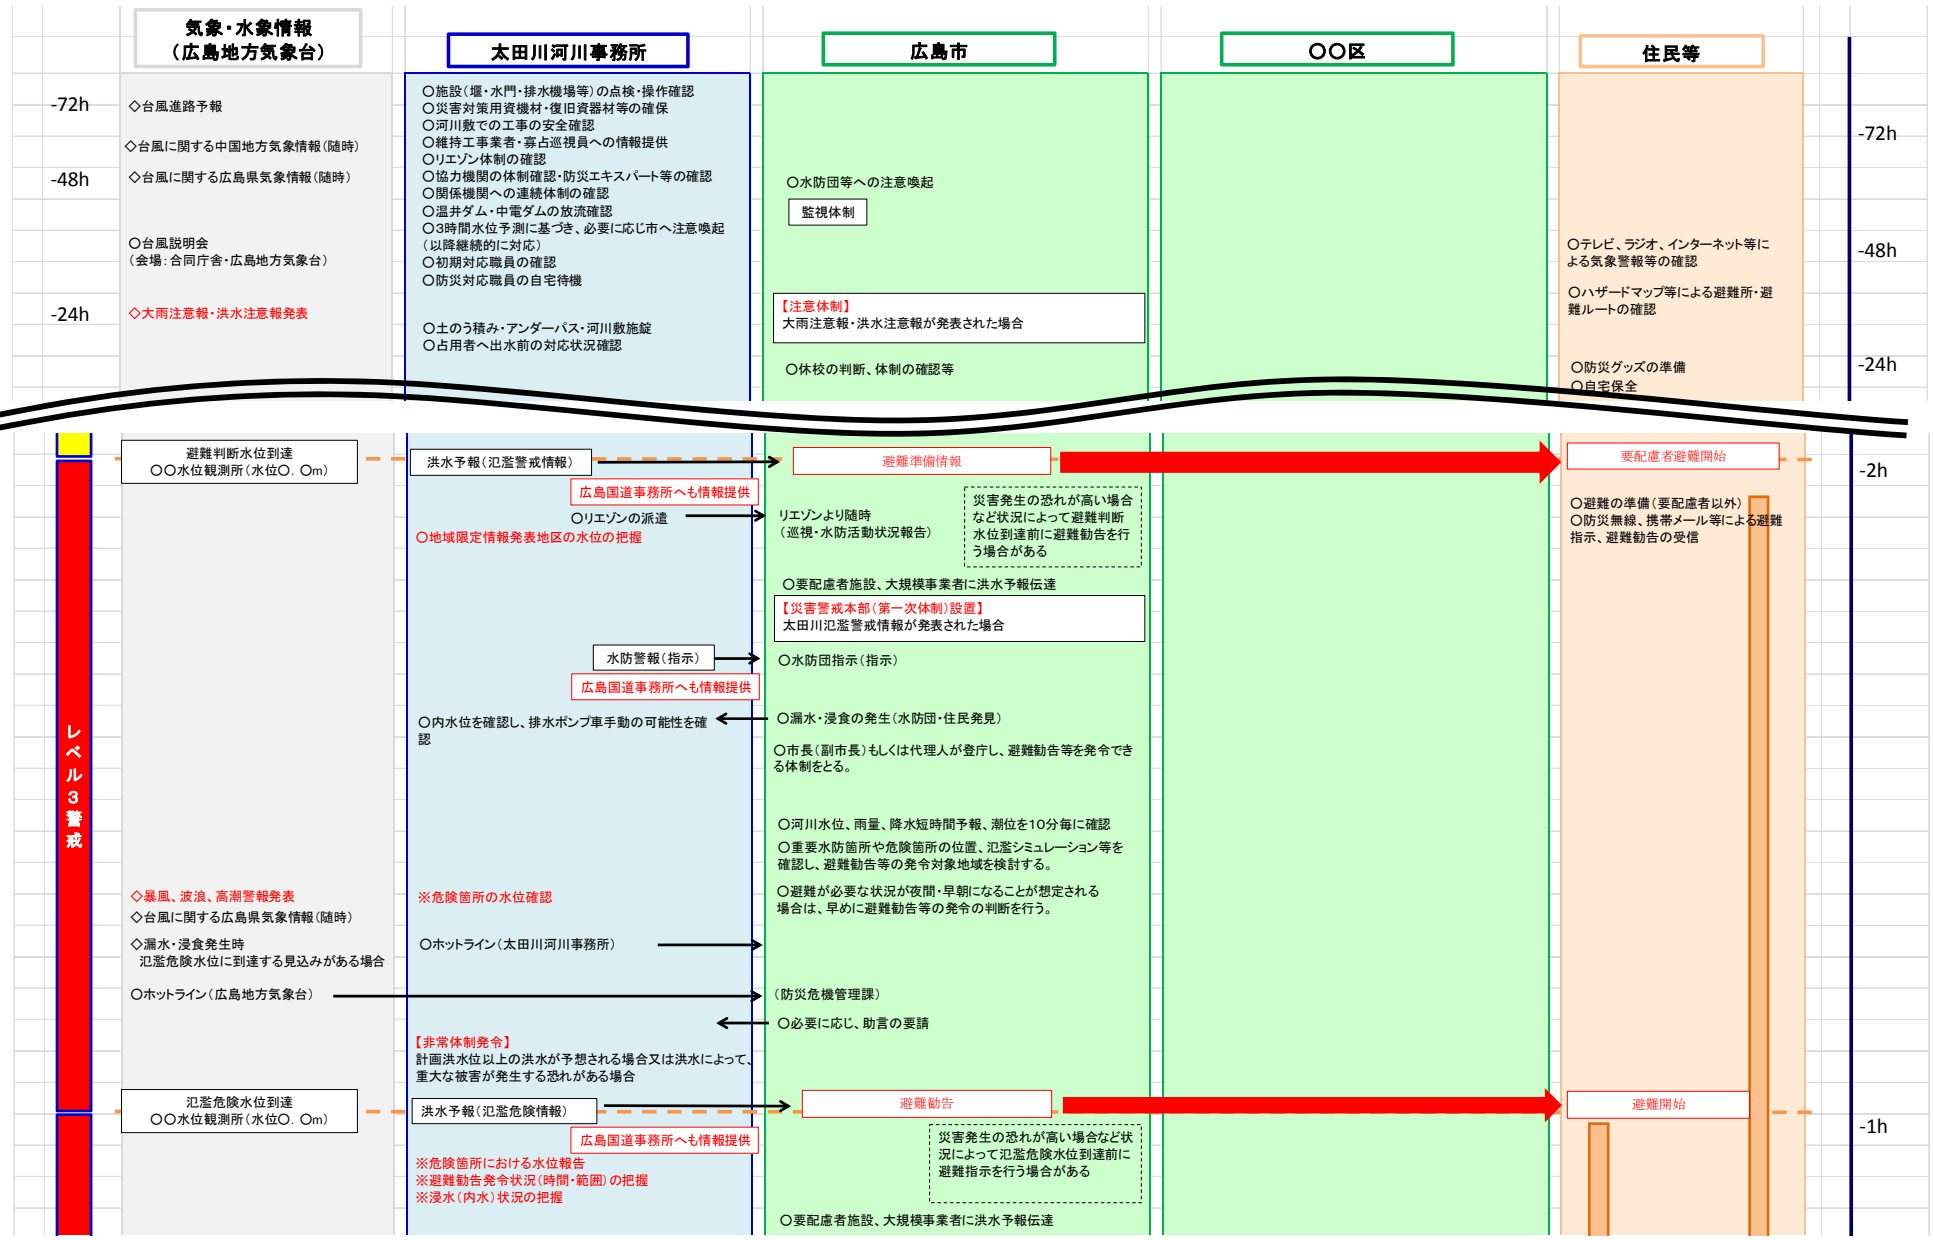 気象・水象情報
（広島地方気象台）
太田川河川事務所
広島市
〇〇区
住民等
-72h
-48h
-24h
◇台風進路予報
◇台風に関する中国地方気象情報（随時）
◇台風に関する広島県気象情報（随時）
〇台風説明会
（会場：合同庁舎・広島地方気象台）
◇大雨注意報・洪水注意報発表
〇施設（堰・水門・排水機場等）の点検・操作確認
〇災害対策用資機材・復旧資器材等の確保
〇河川敷での工事の安全確認
〇維持工事業者・寡占巡視員への情報提供
〇リエゾン体制の確認
〇協力機関の体制確認・防災エキスパート等の確認
〇関係機関への連続体制の確認
〇温井ダム・中電ダムの放流確認
〇3時間水位予測に基づき、必要に応じ市へ注意喚起
（以降継続的に対応）
〇初期対応職員の確認
〇防災対応職員の自宅待機
〇土のう積み・アンダーパス・河川敷施錠
〇占用者へ出水前の対応状況確認
〇水防団等への注意喚起
監視体制
【注意体制】
大雨注意報・洪水注意報が発表された場合
〇休校の判断、体制の確認等
〇テレビ、ラジオ、インターネット等に
よる気象警報等の確認
〇ハザードマップ等による避難所・避
難ルートの確認
〇防災グッズの準備
〇自宅保全
-72h
-48h
-24h
レベル3警戒
避難判断水位到達
〇〇水位観測所（水位〇．〇m）
◇暴風、波浪、高潮警報発表
◇台風に関する広島県気象情報（随時）
◇漏水・浸食発生時
氾濫危険水位に到達する見込みがある場合
〇ホットライン（広島地方気象台）
氾濫危険水位到達
〇〇水位観測所（水位〇．〇m）
洪水予報（氾濫警戒情報）
広島国道事務所へも情報提供
〇リエゾンの派遣
〇地域限定情報発表地区の水位の把握
水防警報（指示）
広島国道事務所へも情報提供
〇内水位を確認し、排水ポンプ車手動の可能性を確
認
※危険箇所の水位確認
〇ホットライン（太田川河川事務所）
【非常体制発令】
計画洪水位以上の洪水が予想される場合又は洪水によって、
重大な被害が発生する恐れがある場合
洪水予報（氾濫危険情報）
広島国道事務所へも情報提供
※危険箇所における水位報告
※避難勧告発令状況（時間・範囲）の把握
※浸水（内水）状況の把握
避難準備情報
災害発生の恐れが高い場合
など状況によって避難判断
水位到達前に避難勧告を行
う場合がある
リエゾンより随時
（巡視・水防活動状況報告）
〇要配慮者施設、大規模事業者に洪水予報伝達
【災害警戒本部（第一次体制）設置】
太田川氾濫警戒情報が発表された場合
〇水防団指示（指示）
〇漏水・浸食の発生（水防団・住民発見）
〇市長（副市長）もしくは代理人が登庁し、避難勧告等を発令でき
る体制をとる。
〇河川水位、雨量、降水短時間予報、潮位を10分毎に確認
〇重要水防箇所や危険箇所の位置、氾濫シミュレーション等を
確認し、避難勧告等の発令対象地域を検討する。
〇避難が必要な状況が夜間・早朝になることが想定される
場合は、早めに避難勧告等の発令の判断を行う。
（防災危機管理課）
〇必要に応じ、助言の要請
避難勧告
災害発生の恐れが高い場合など状
況によって氾濫危険水位到達前に
避難指示を行う場合がある
〇要配慮者施設、大規模事業者に洪水予報伝達
要配慮者避難開始
〇避難の準備（要配慮者以外）
〇防災無線、携帯メール等による避難
指示、避難勧告の受信
避難開始
-2h
-1h